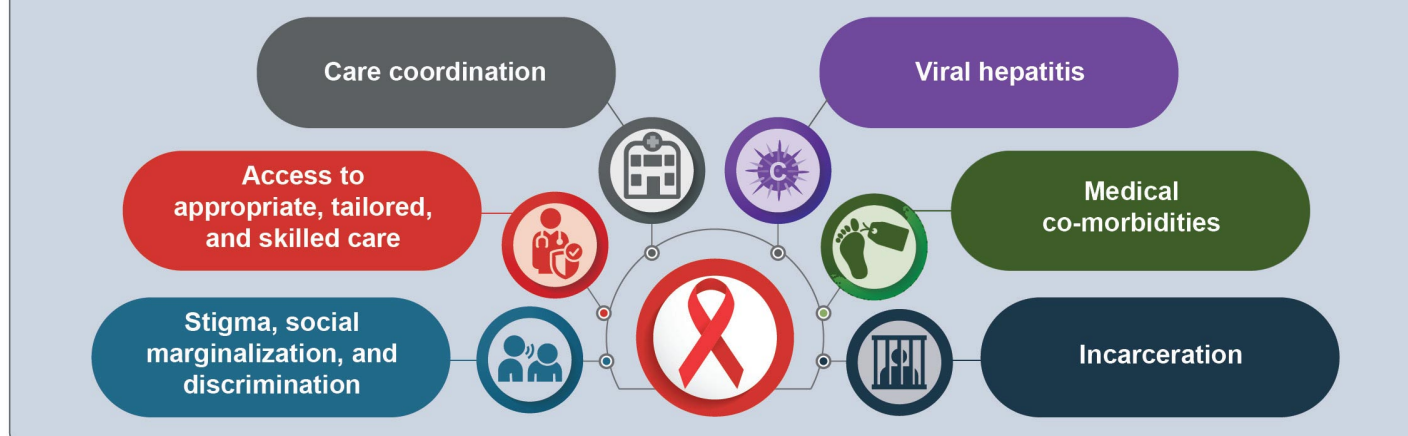 Care coordination
Viral hepatitis
Access to
appropriate, tailored,
and skilled care
Medical
co-morbidities
Stigma, social
marginalization, and
discrimination
Incarceration
C